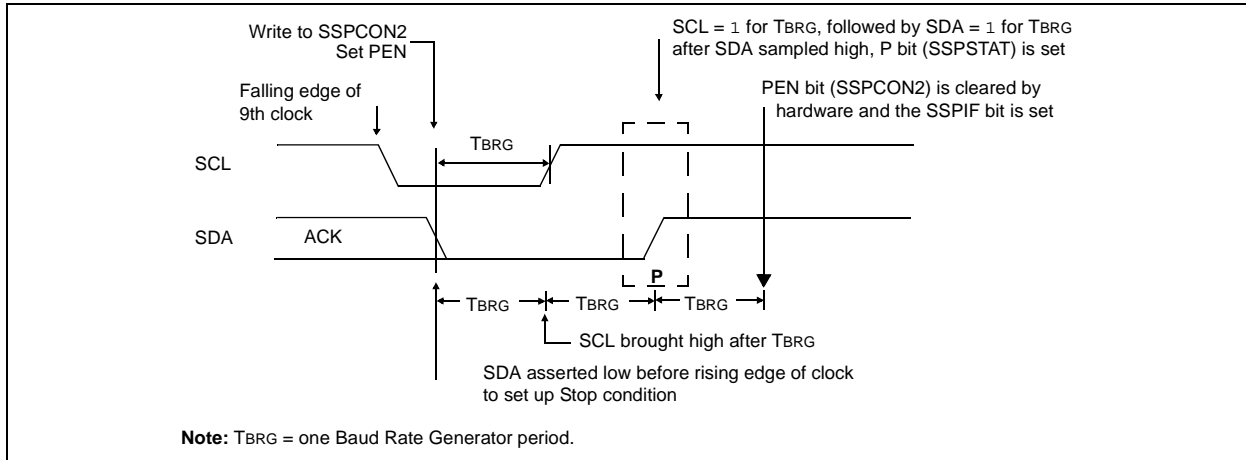 Write to SSPCON2
Set PEN
SCL = 1 for TBRG, followed by SDA = 1 for TBRG
after SDA sampled high, P bit (SSPSTAT) is set
Falling edge of
9th clock
PEN bit (SSPCON2) is cleared by
hardware and the SSPIF bit is set
TBRG
SCL
SDA
ACK
P
TBRG
TBRG
TBRG
SCL brought high after TBRG
SDA asserted low before rising edge of clock
to set up Stop condition
Note: TBRG = one Baud Rate Generator period.